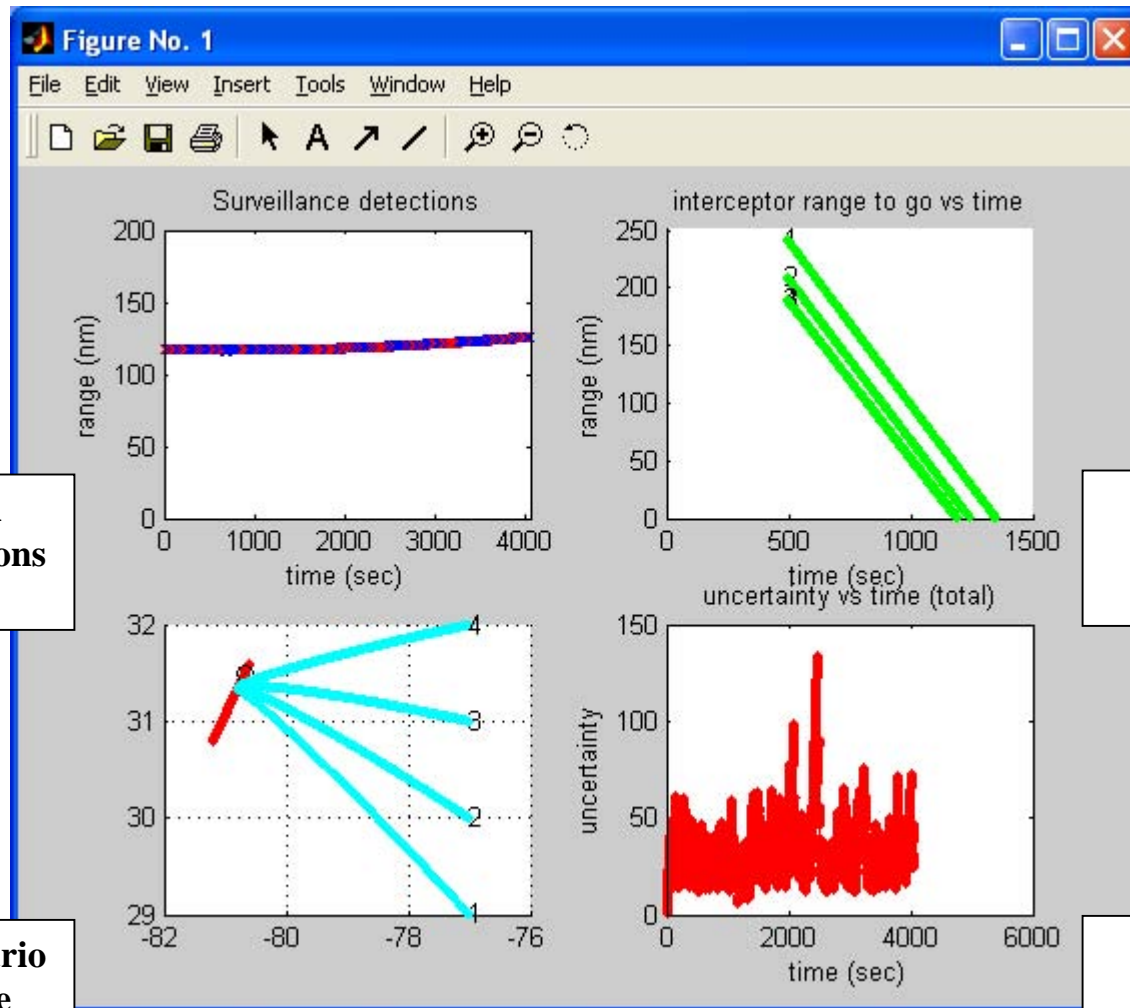 Figure No. 1
File Edit View Insert Tools Window Help
A
Surveillance detections
200
150
100
50
0
range (nm)
0 1000 2000 3000 4000
time (sec)
interceptor range to go vs time
250
200
150
100
50
0
range (nm)
0 500 1000 1500
time (sec)
ons
32
31
30
29
-82 -80 -78 -76
4
3
2
1
uncertainty vs time (total)
150
100
50
0
uncertainty
0 2000 4000 6000
time (sec)
rio